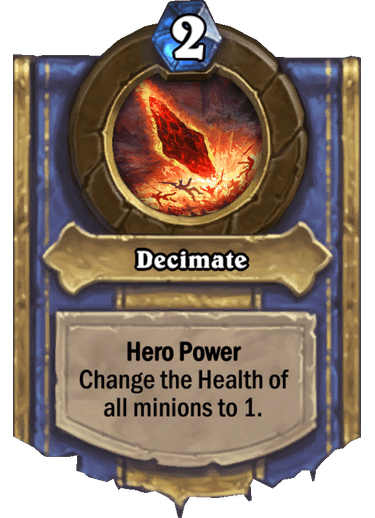 2
Decimate
Hero Power
Change the Health of
all minions to 1.